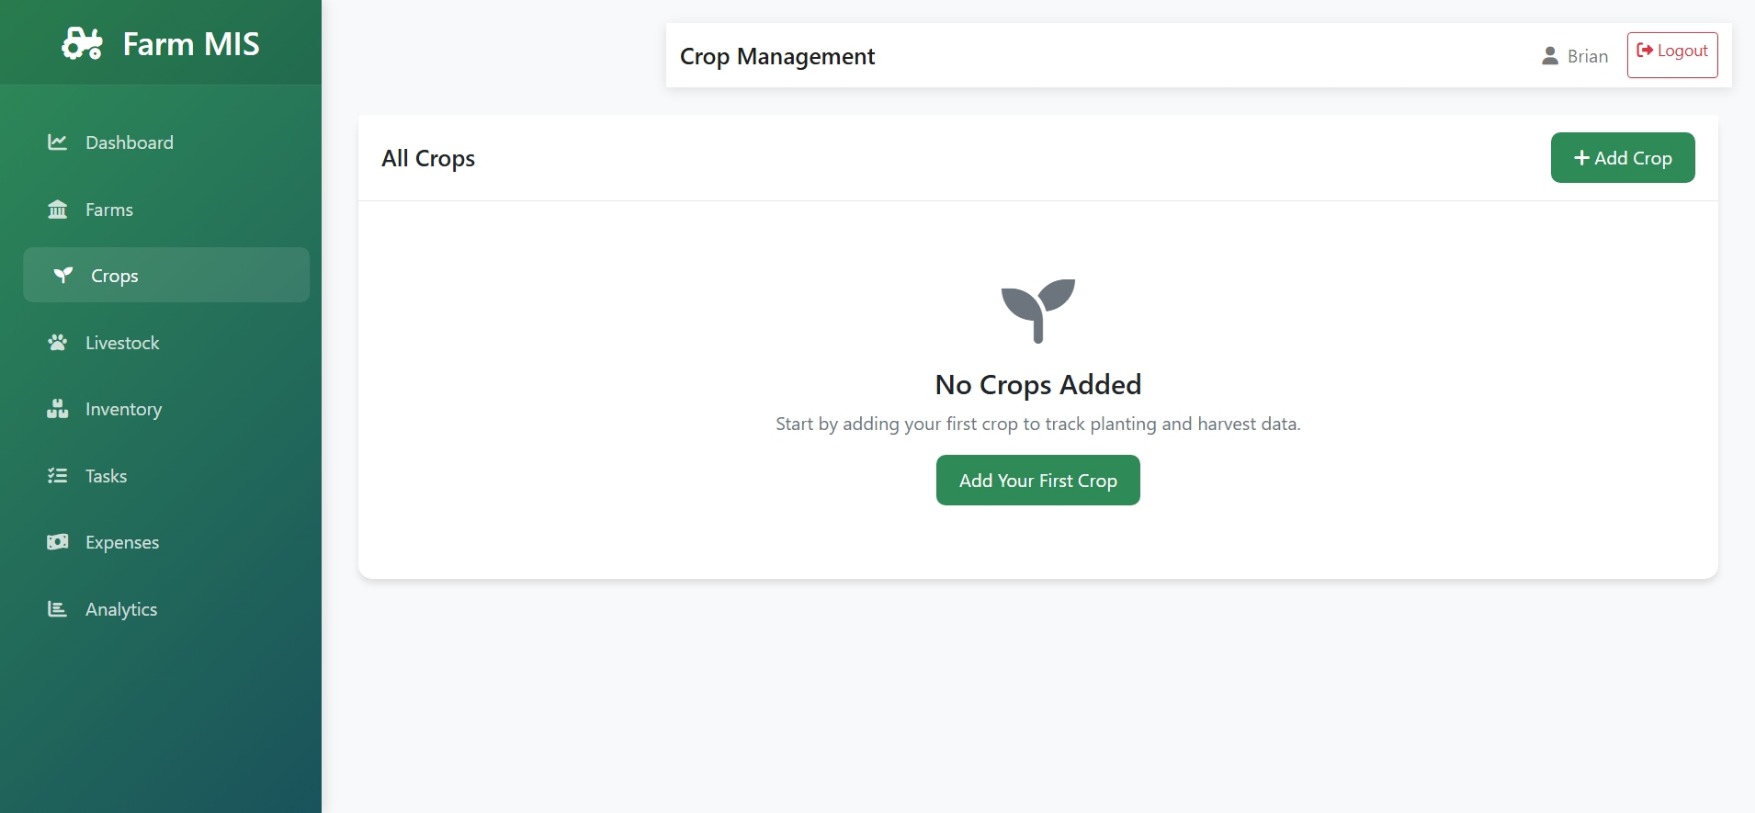 Farm MIS
Dashboard
Farms
Crops
Livestock
Inventory
Tasks
Expenses
Analytics
Crop Management
Brian
Logout
All Crops
+ Add Crop
No Crops Added
Start by adding your first crop to track planting and harvest data.
Add Your First Crop